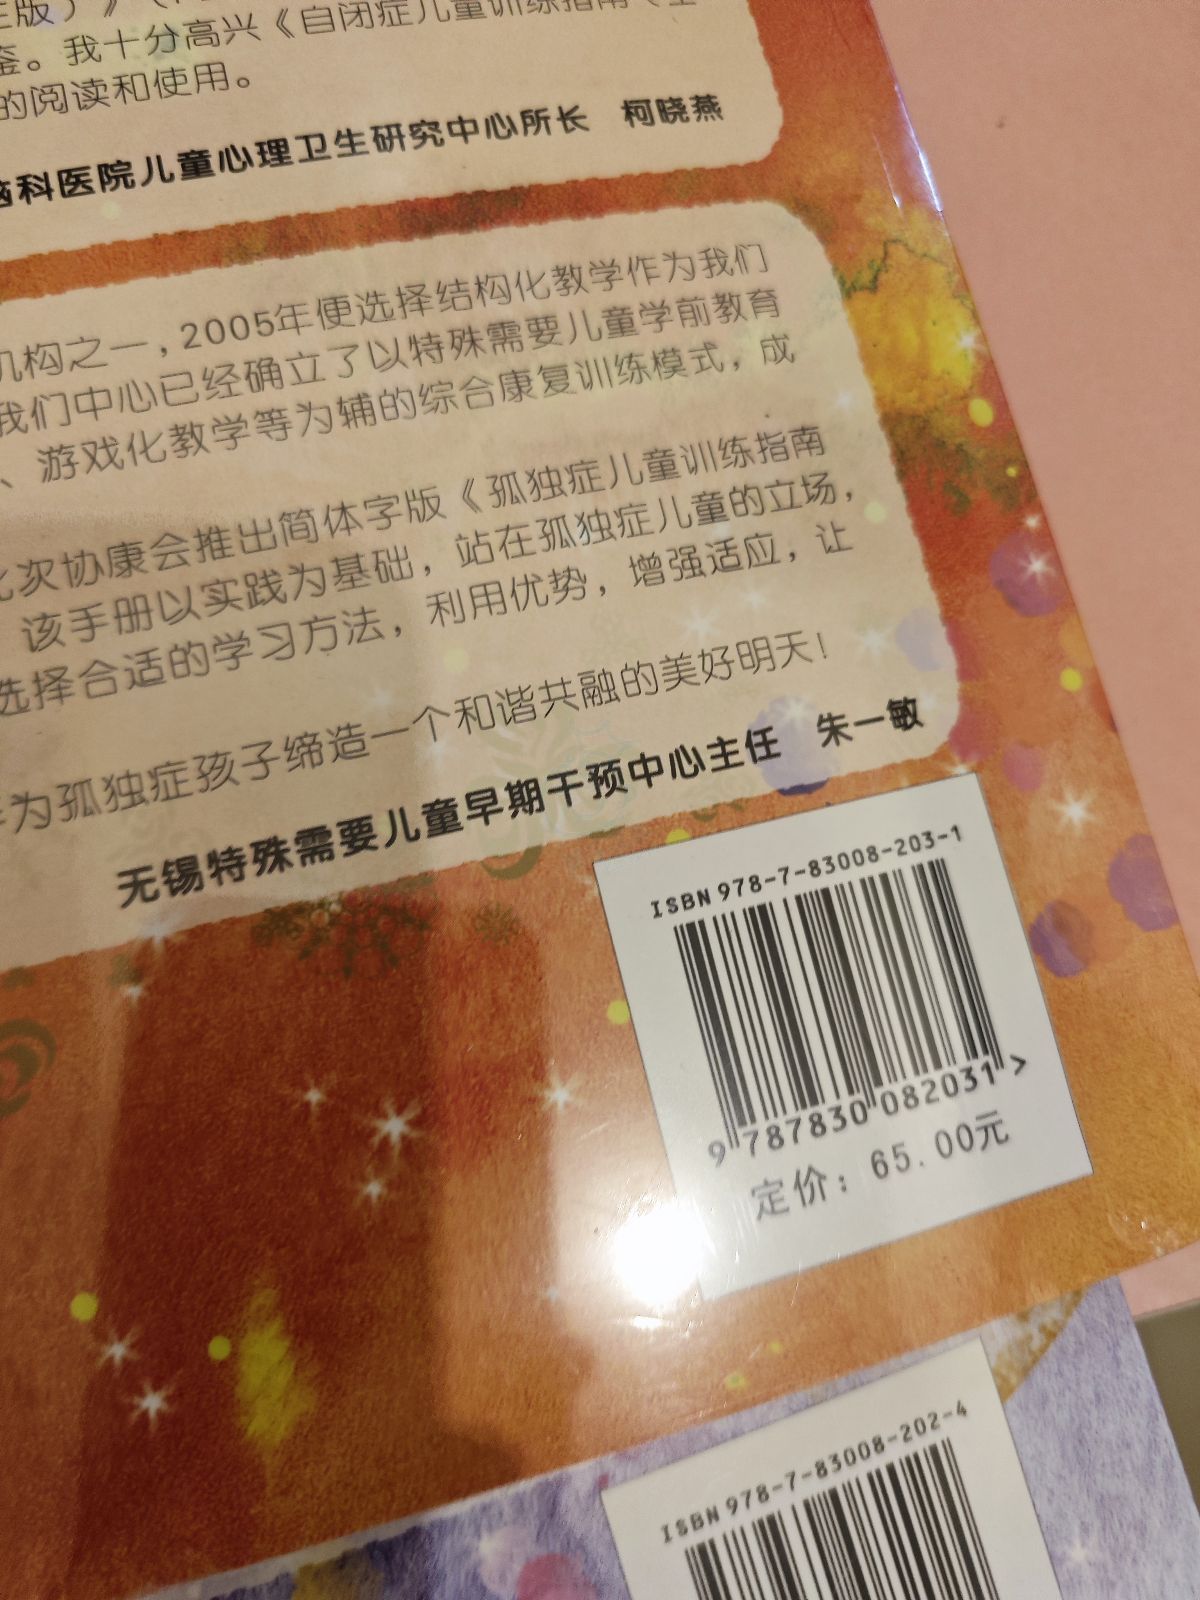 版）》
鉴。我十分高兴《自闭症儿童训练指南（全
的阅读和使用。
脑科医院儿童心理卫生研究中心所长 柯晓燕
机构之一，2005年便选择结构化教学作为我们
我们中心已经确立了以特殊需要儿童学前教育
、游戏化教学等为辅的综合康复训练模式，成
此次协康会推出简体字版《孤独症儿童训练指南
该手册以实践为基础，站在孤独症儿童的立场，
选择合适的学习方法，利用优势，增强适应，让
为孤独症孩子缔造一个和谐共融的美好明天！
无锡特殊需要儿童早期干预中心主任 朱一敏
ISBN 978-7-83008-203-1
9 787830 082031 >
定价：65.00元
ISBN 978-7-83008-202-4